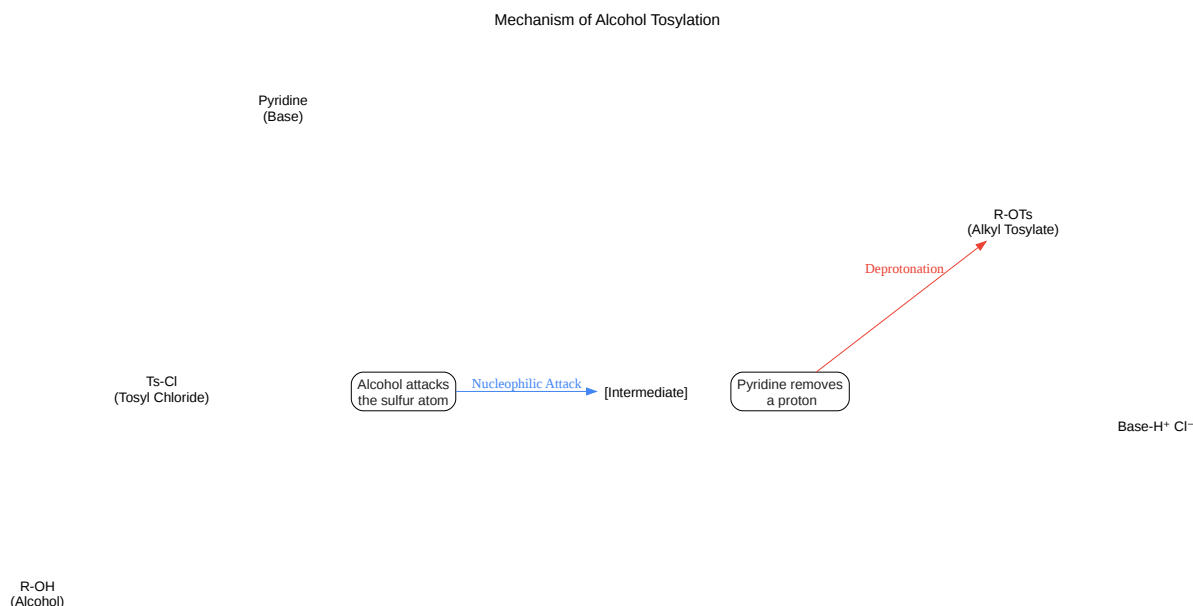 Mechanism of Alcohol Tosylation
Pyridine
(Base)
R-OTs
(Alkyl Tosylate)
Deprotonation
Ts-Cl
(Tosyl Chloride)
Alcohol attacks
the sulfur atom
Nucleophilic Attack
[Intermediate]
Pyridine removes
a proton
Base-H⁺ Cl⁻
R-OH
(Alcohol)